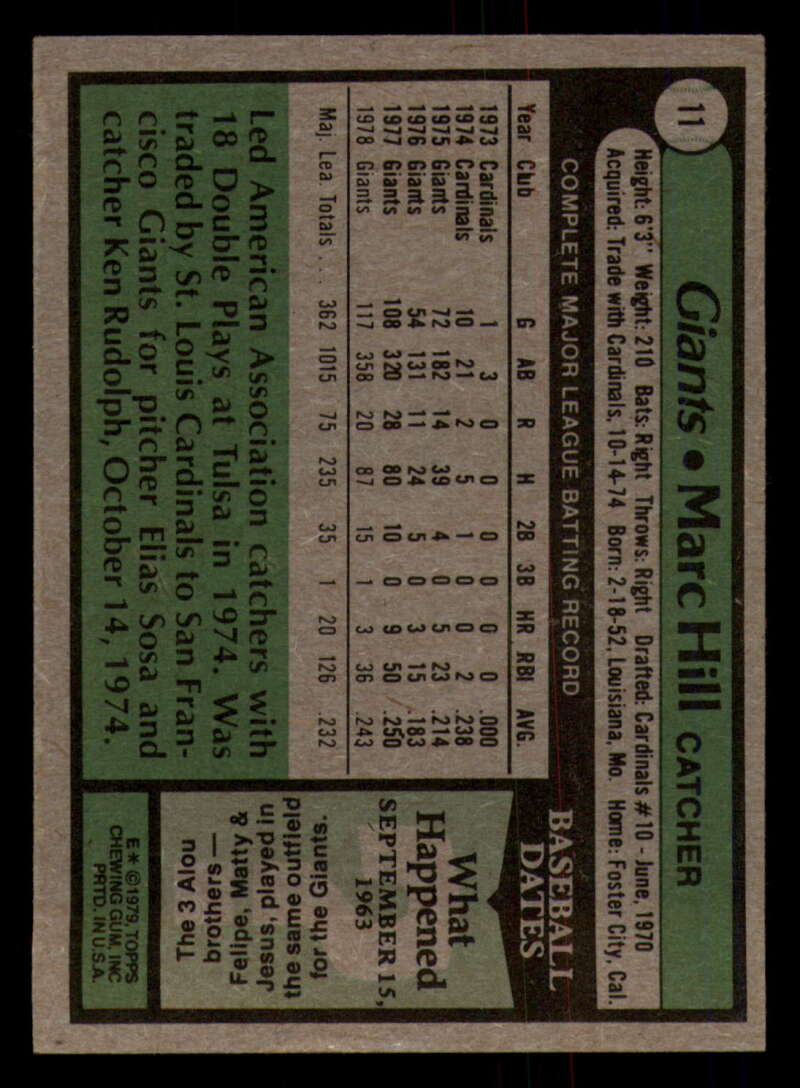 11
Giants • Marc Hill CATCHER
Height: 6'3" Weight: 210 Bats: Right Throws: Right Drafted: Cardinals #10 - June, 1970
Acquired: Trade with Cardinals, 10-14-74 Born: 2-18-52, Louisiana, Mo. Home: Foster City, Cal.
COMPLETE MAJOR LEAGUE BATTING RECORD
Year Club G AB R H 2B 3B HR RBI AVG.
1973 Cardinals 1 3 0 0 0 0 0 0 .000
1974 Cardinals 10 21 2 5 1 0 0 2 .238
1975 Giants 72 182 14 39 4 0 5 23 .214
1976 Giants 54 131 11 24 5 0 3 15 .183
1977 Giants 108 320 28 80 10 0 9 50 .250
1978 Giants 117 358 20 87 15 1 3 36 .243
Maj. Lea. Totals . . . 362 1015 75 235 35 1 20 126 .232
Led American Association catchers with
18 Double Plays at Tulsa in 1974. Was
traded by St. Louis Cardinals to San Fran-
cisco Giants for pitcher Elias Sosa and
catcher Ken Rudolph, October 14, 1974.
BASEBALL
DATES
What
Happened
SEPTEMBER 15,
1963
The 3 Alou
brothers —
Felipe, Matty &
Jesus, played in
the same outfield
for the Giants.
E* ©1979 TOPPS
CHEWING GUM, INC
PRTD. IN U.S.A.